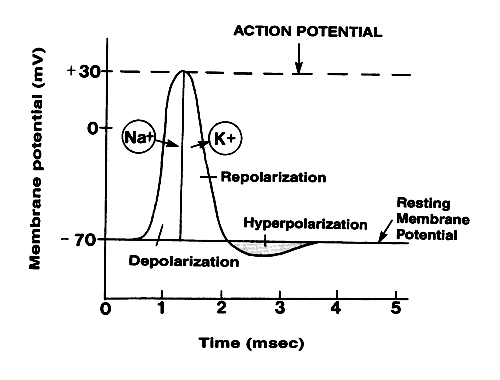 ACTION POTENTIAL
Membrane potential (mV)
+30
0
-70
Na+
K+
Repolarization
Hyperpolarization
Depolarization
Resting
Membrane
Potential
0 1 2 3 4 5
Time (msec)